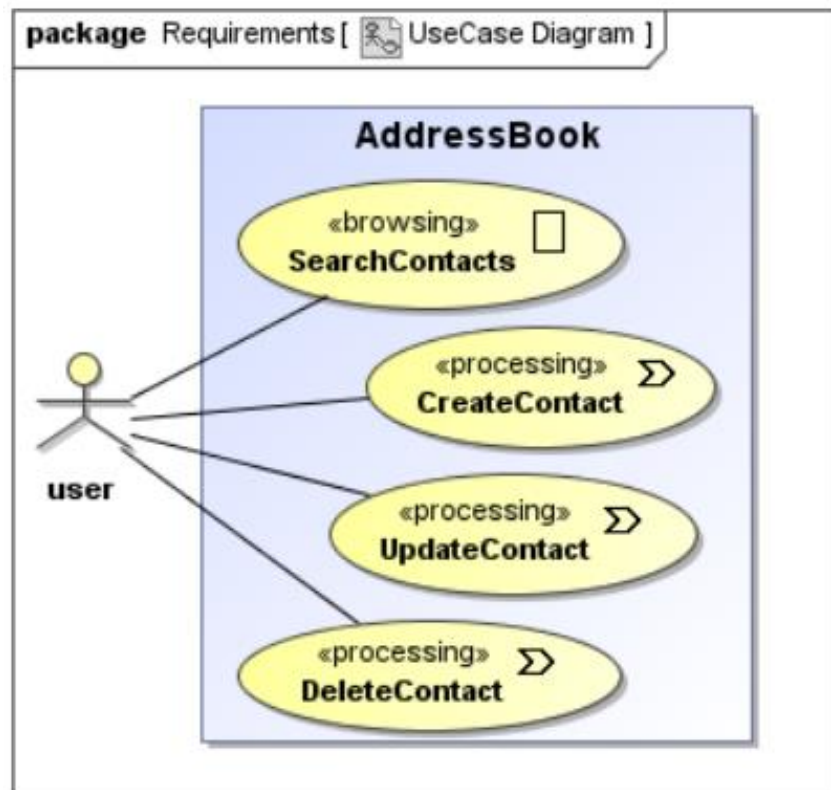 package Requirements [ UseCase Diagram ]
AddressBook
«browsing»
SearchContacts
«processing»
CreateContact
user
«processing»
UpdateContact
«processing»
DeleteContact